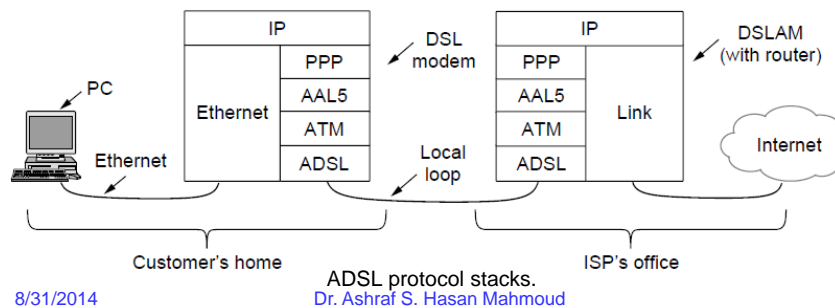 IP
PPP
AAL5
ATM
ADSL
Ethernet
DSL
modem
IP
PPP
AAL5
ATM
ADSL
Link
DSLAM
(with router)
PC
Ethernet
Local
loop
Internet
Customer's home
ISP's office
ADSL protocol stacks.
8/31/2014
Dr. Ashraf S. Hasan Mahmoud